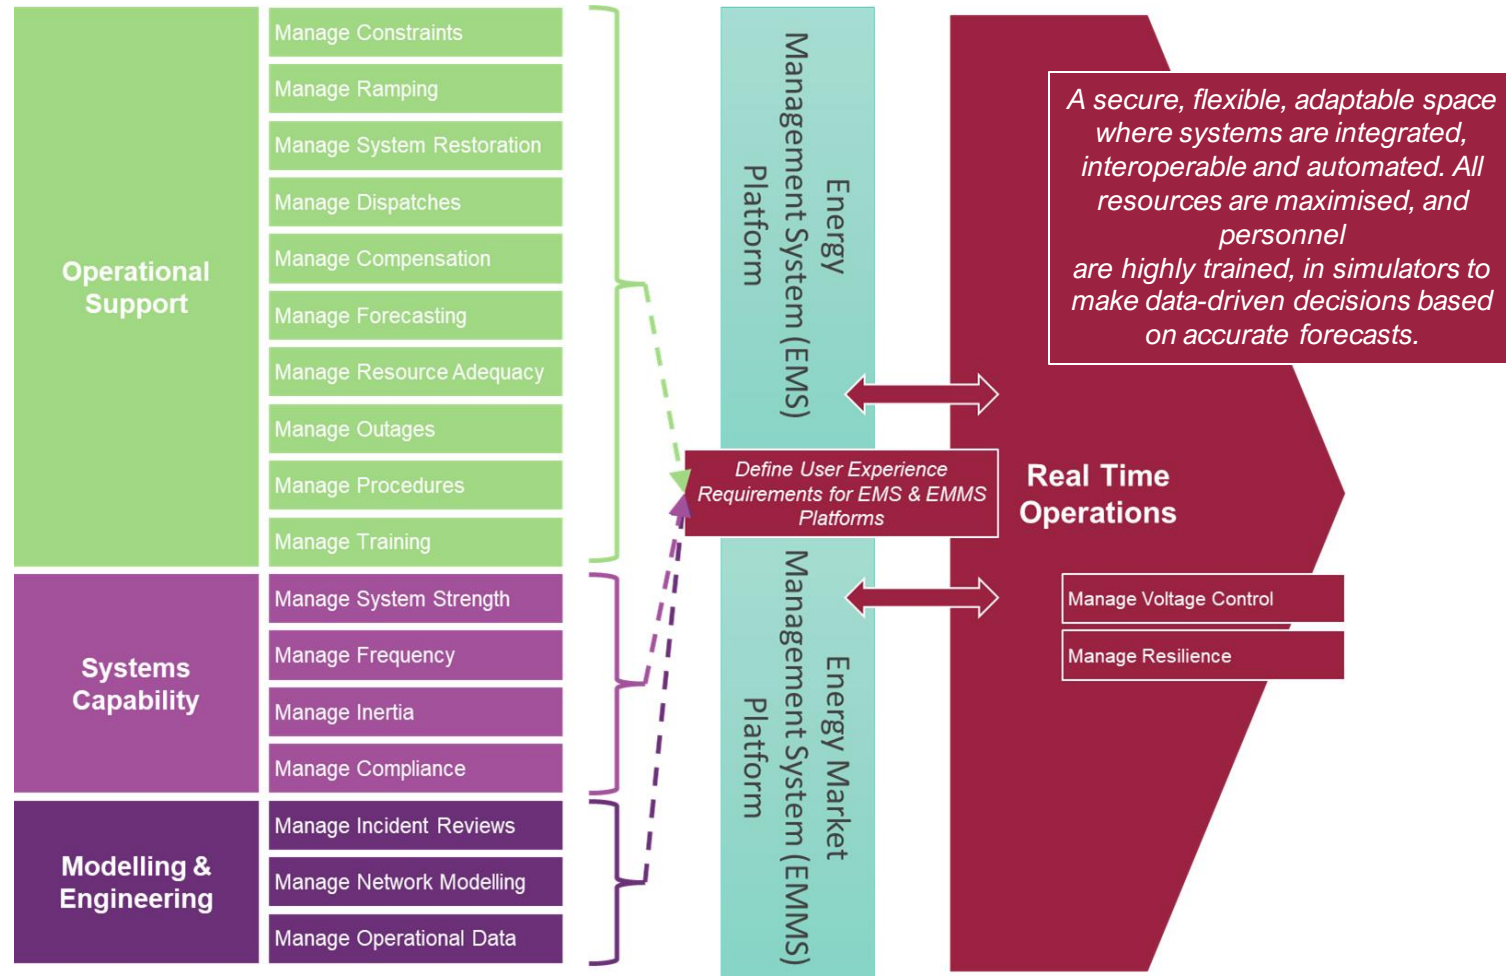 Operational
Support
Manage Constraints
Manage Ramping
Manage System Restoration
Manage Dispatches
Manage Compensation
Manage Forecasting
Manage Resource Adequacy
Manage Outages
Manage Procedures
Manage Training
Systems
Capability
Manage System Strength
Manage Frequency
Manage Inertia
Manage Compliance
Modelling &
Engineering
Manage Incident Reviews
Manage Network Modelling
Manage Operational Data
Energy
Management System (EMS)
Platform
Define User Experience
Requirements for EMS & EMMS
Platforms
Energy Market
Management System (EMMS)
Platform
A secure, flexible, adaptable space
where systems are integrated,
interoperable and automated. All
resources are maximised, and
personnel
are highly trained, in simulators to
make data-driven decisions based
on accurate forecasts.
Real Time
Operations
Manage Voltage Control
Manage Resilience